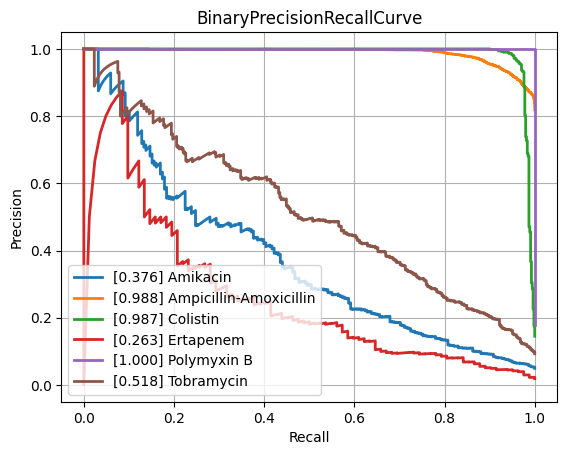 BinaryPrecisionRecallCurve
1.0
0.8
0.6
0.4
0.2
0.0
Precision
[0.376] Amikacin
[0.988] Ampicillin-Amoxicillin
[0.987] Colistin
[0.263] Ertapenem
[1.000] Polymyxin B
[0.518] Tobramycin
0.0 0.2 0.4 0.6 0.8 1.0
Recall